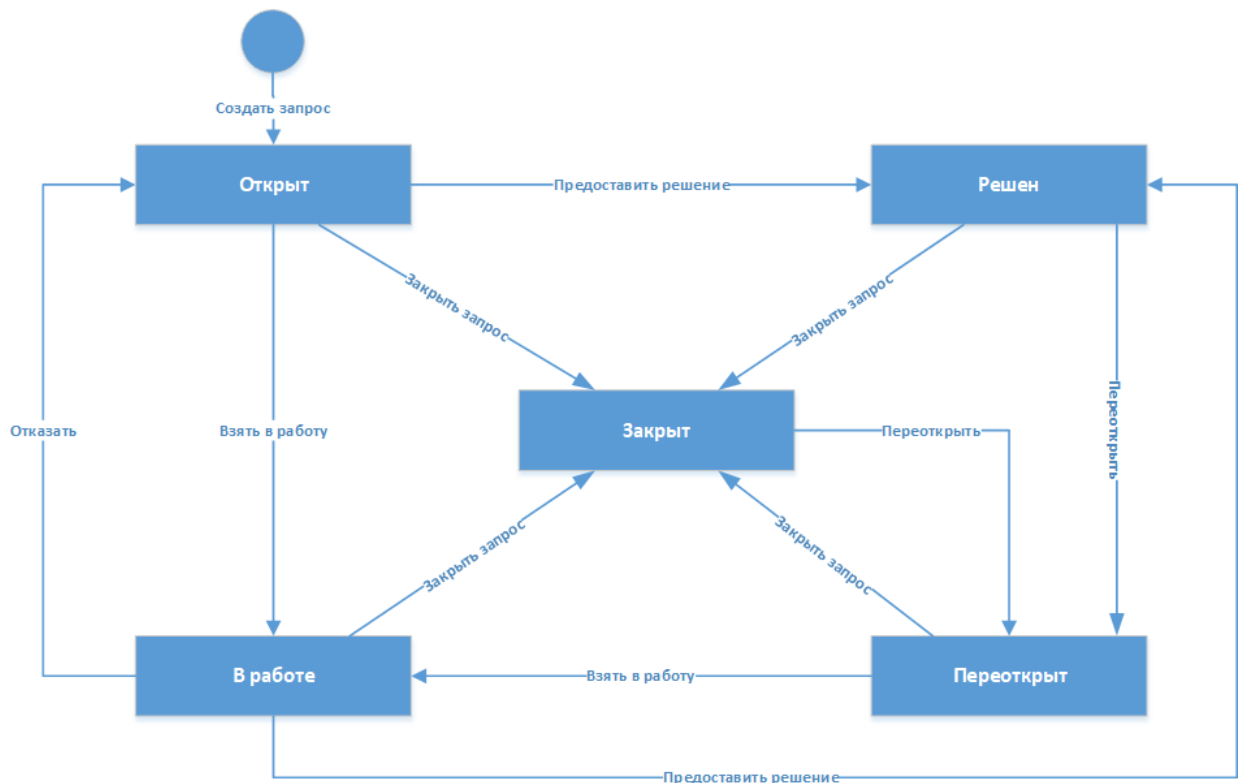 Создать запрос
Открыт
Предоставить решение
Решен
Закрыть запрос
Закрыть запрос
Отказать
Взять в работу
Закрыт
Переоткрыть
Переоткрыть
Закрыть запрос
Закрыть запрос
В работе
Взять в работу
Переоткрыт
Предоставить решение